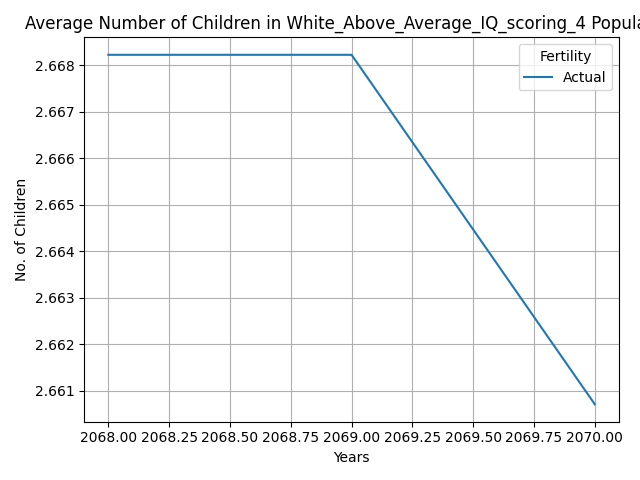 Average Number of Children in White_Above_Average_IQ_scoring_4 Popula
Fertility
Actual
2.668
2.667
2.666
2.665
2.664
2.663
2.662
2.661
No. of Children
2068.00 2068.25 2068.50 2068.75 2069.00 2069.25 2069.50 2069.75 2070.00
Years